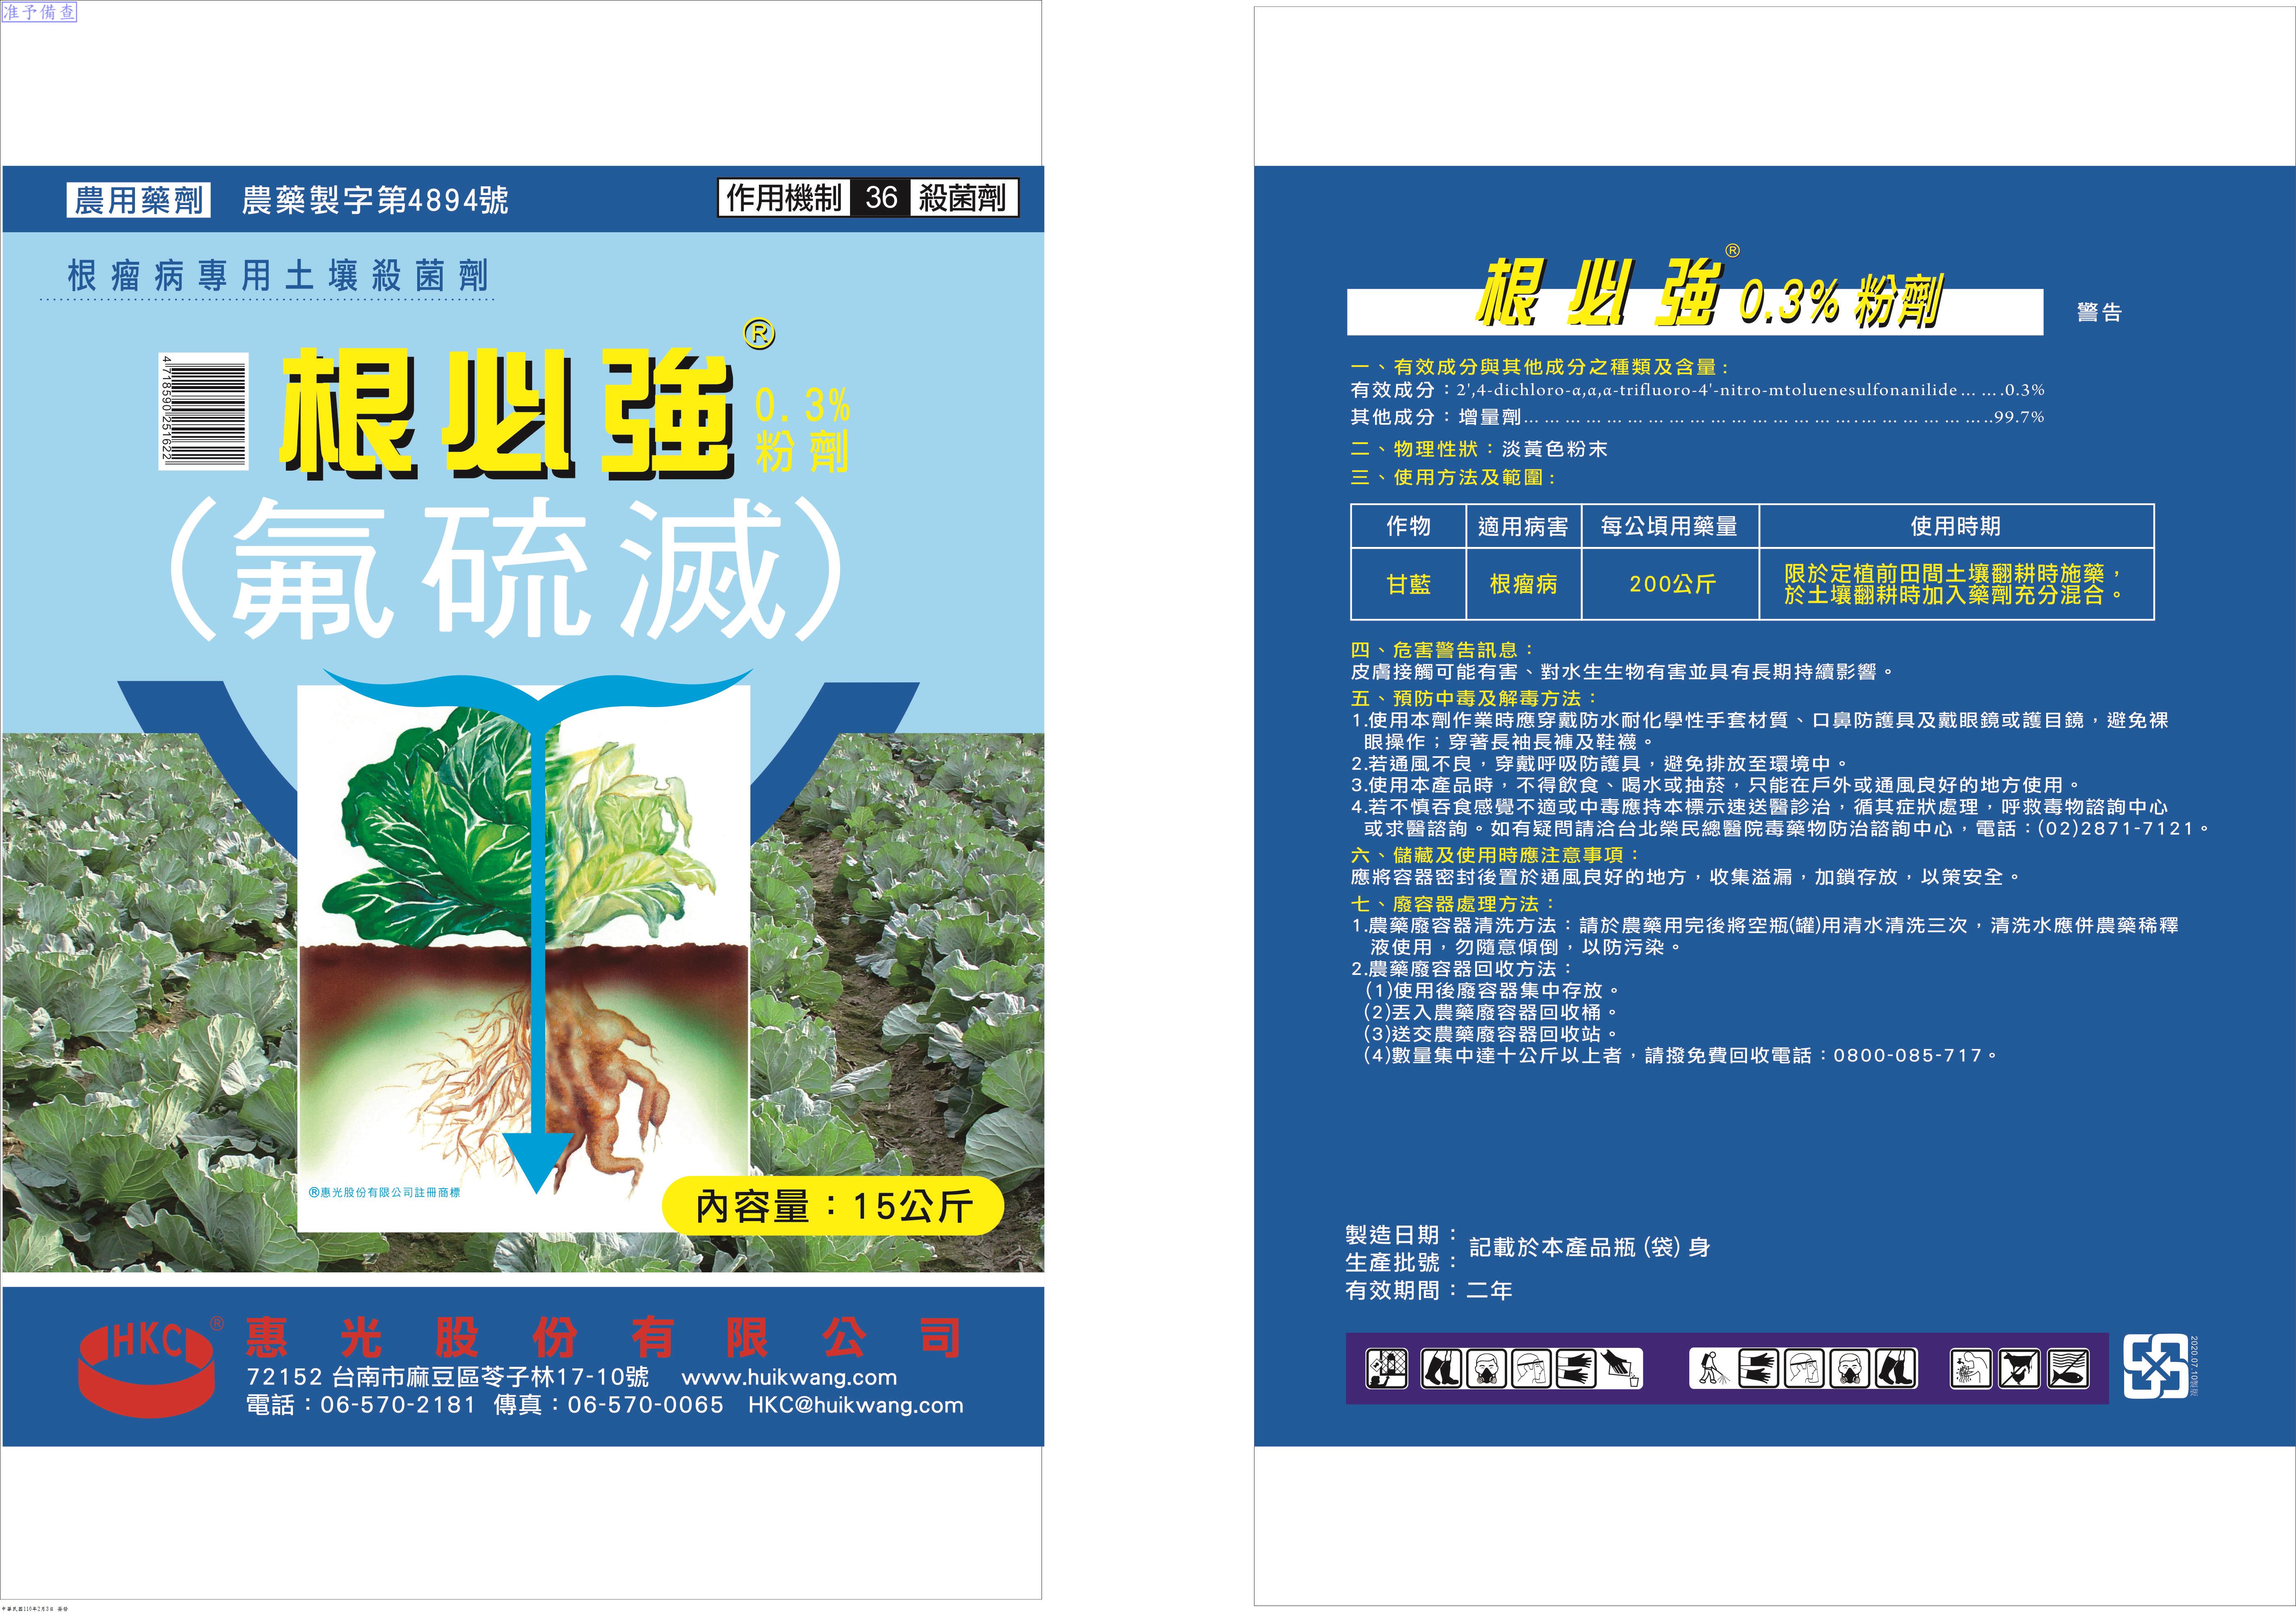 准予備查
農用藥劑 農藥製字第4894號
作用機制 36 殺菌劑
根瘤病專用土壤殺菌劑
4 718590 251622
根必強®
0.3%
粉劑
(氟硫滅)
®惠光股份有限公司註冊商標
內容量：15公斤
HKC® 惠光股份有限公司
72152 台南市麻豆區苓子林17-10號 www.huikwang.com
電話：06-570-2181 傳真：06-570-0065 HKC@huikwang.com
根必強® 0.3% 粉劑
警告
一、有效成分與其他成分之種類及含量：
有效成分：2',4-dichloro-α,α,α-trifluoro-4'-nitro-mtoluenesulfonanilide... ...0.3%
其他成分：增量劑... ... ... ... ... ... ... ... ... ... ... ... ... ... ... ... ... ... ... ... ... ...99.7%
二、物理性狀：淡黃色粉末
三、使用方法及範圍：
作物 適用病害 每公頃用藥量 使用時期
甘藍 根瘤病 200公斤 限於定植前田間土壤翻耕時施藥，
於土壤翻耕時加入藥劑充分混合。
四、危害警告訊息：
皮膚接觸可能有害、對水生生物有害並具有長期持續影響。
五、預防中毒及解毒方法：
1.使用本劑作業時應穿戴防水耐化學性手套材質、口鼻防護具及戴眼鏡或護目鏡，避免裸
眼操作；穿著長袖長褲及鞋襪。
2.若通風不良，穿戴呼吸防護具，避免排放至環境中。
3.使用本產品時，不得飲食、喝水或抽菸，只能在戶外或通風良好的地方使用。
4.若不慎吞食感覺不適或中毒應持本標示速送醫診治，循其症狀處理，呼救毒物諮詢中心
或求醫諮詢。如有疑問請洽台北榮民總醫院毒藥物防治諮詢中心，電話：(02)2871-7121。
六、儲藏及使用時應注意事項：
應將容器密封後置於通風良好的地方，收集溢漏，加鎖存放，以策安全。
七、廢容器處理方法：
1.農藥廢容器清洗方法：請於農藥用完後將空瓶(罐)用清水清洗三次，清洗水應併農藥稀釋
液使用，勿隨意傾倒，以防污染。
2.農藥廢容器回收方法：
(1)使用後廢容器集中存放。
(2)丟入農藥廢容器回收桶。
(3)送交農藥廢容器回收站。
(4)數量集中達十公斤以上者，請撥免費回收電話：0800-085-717。
製造日期：
生產批號：
記載於本產品瓶(袋)身
有效期間：二年
2020.07.10製版